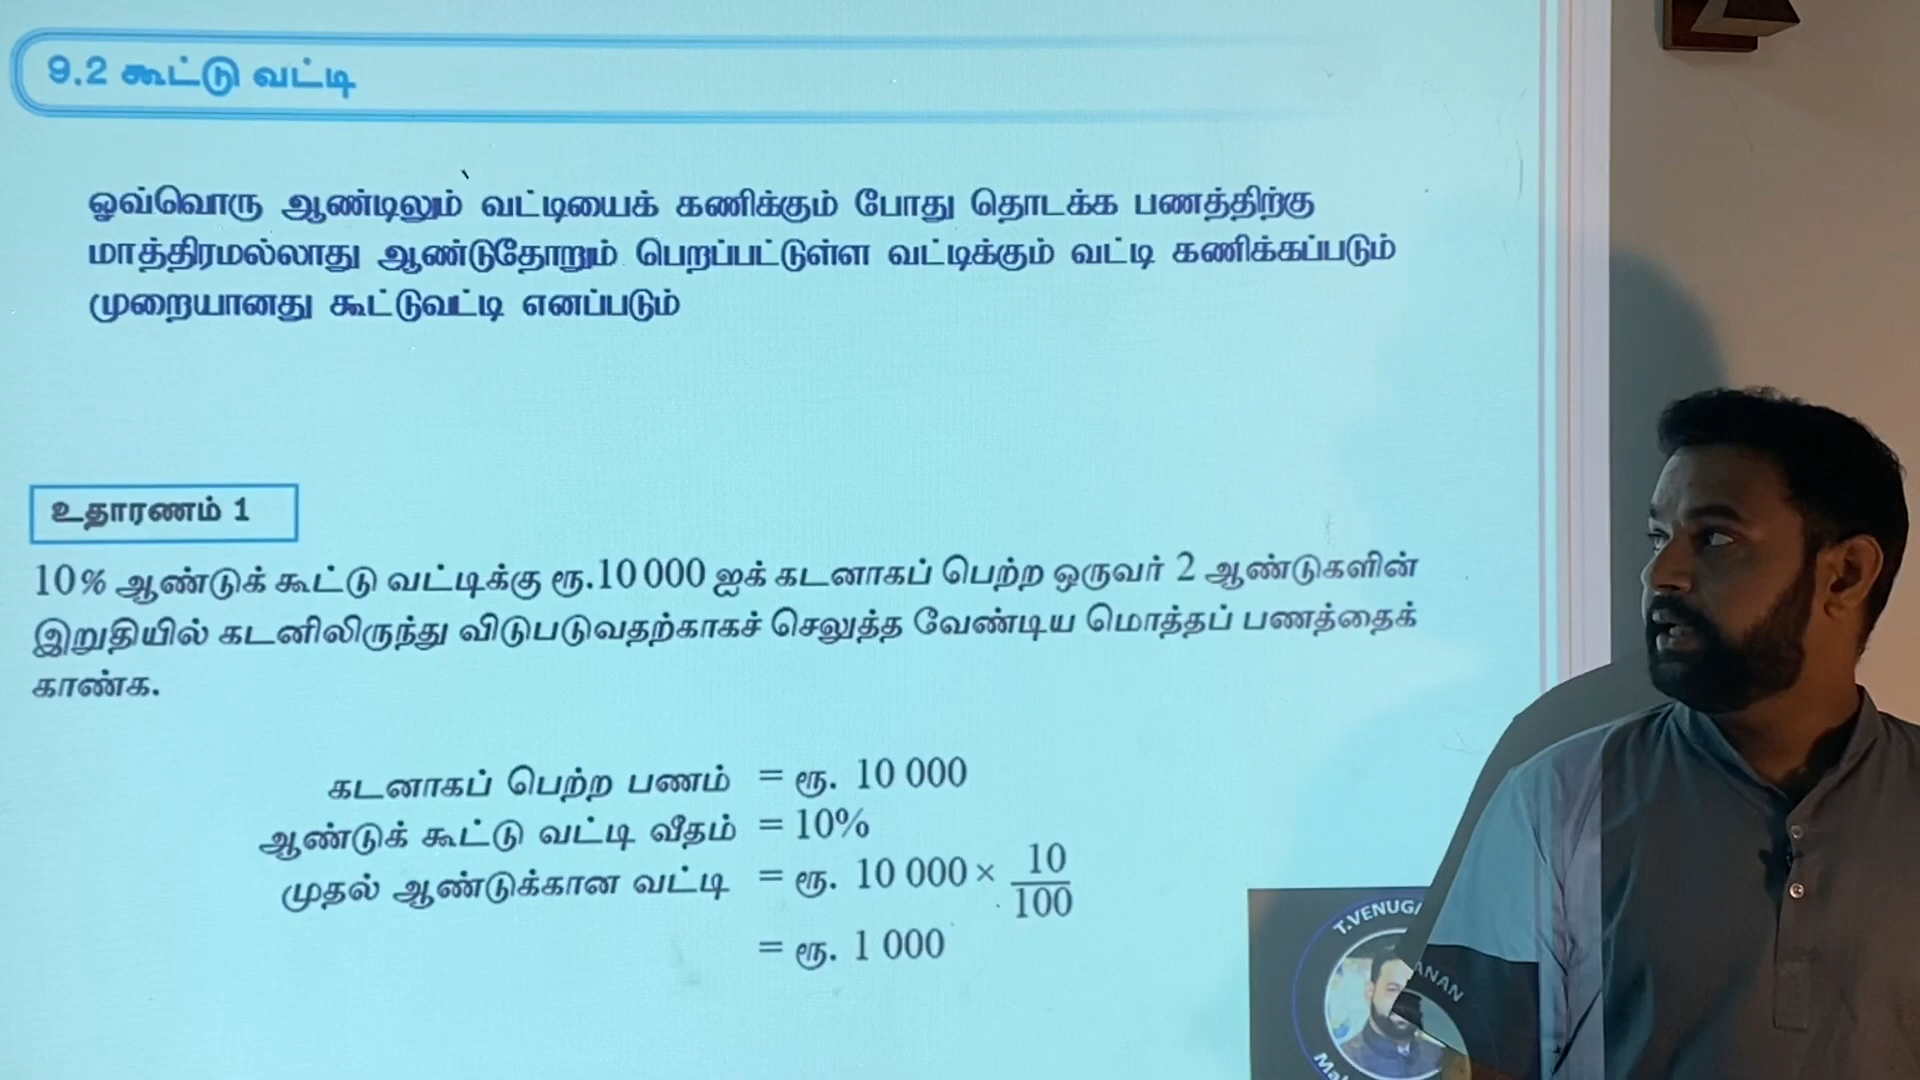 9.2 கூட்டு வட்டி
ஒவ்வொரு ஆண்டிலும் வட்டியைக் கணிக்கும் போது தொடக்க பணத்திற்கு
மாத்திரமல்லாது ஆண்டுதோறும் பெறப்பட்டுள்ள வட்டிக்கும் வட்டி கணிக்கப்படும்
முறையானது கூட்டுவட்டி எனப்படும்
உதாரணம் 1
10% ஆண்டுக் கூட்டு வட்டிக்கு ரூ.10 000 ஐக் கடனாகப் பெற்ற ஒருவர் 2 ஆண்டுகளின்
இறுதியில் கடனிலிருந்து விடுபடுவதற்காகச் செலுத்த வேண்டிய மொத்தப் பணத்தைக்
காண்க.
கடனாகப் பெற்ற பணம் = ரூ. 10 000
ஆண்டுக் கூட்டு வட்டி வீதம் = 10%
முதல் ஆண்டுக்கான வட்டி = ரூ. 10 000 × 10/100
= ரூ. 1 000